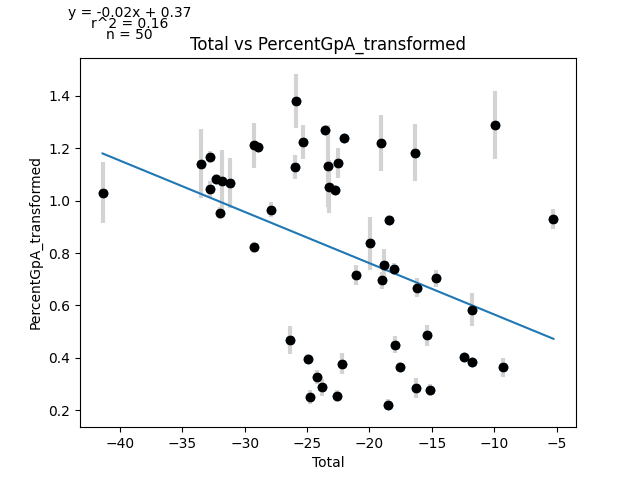 y = -0.02x + 0.37
r^2 = 0.16
n = 50
Total vs PercentGpA_transformed
PercentGpA_transformed
1.4
1.2
1.0
0.8
0.6
0.4
0.2
−40 −35 −30 −25 −20 −15 −10 −5
Total